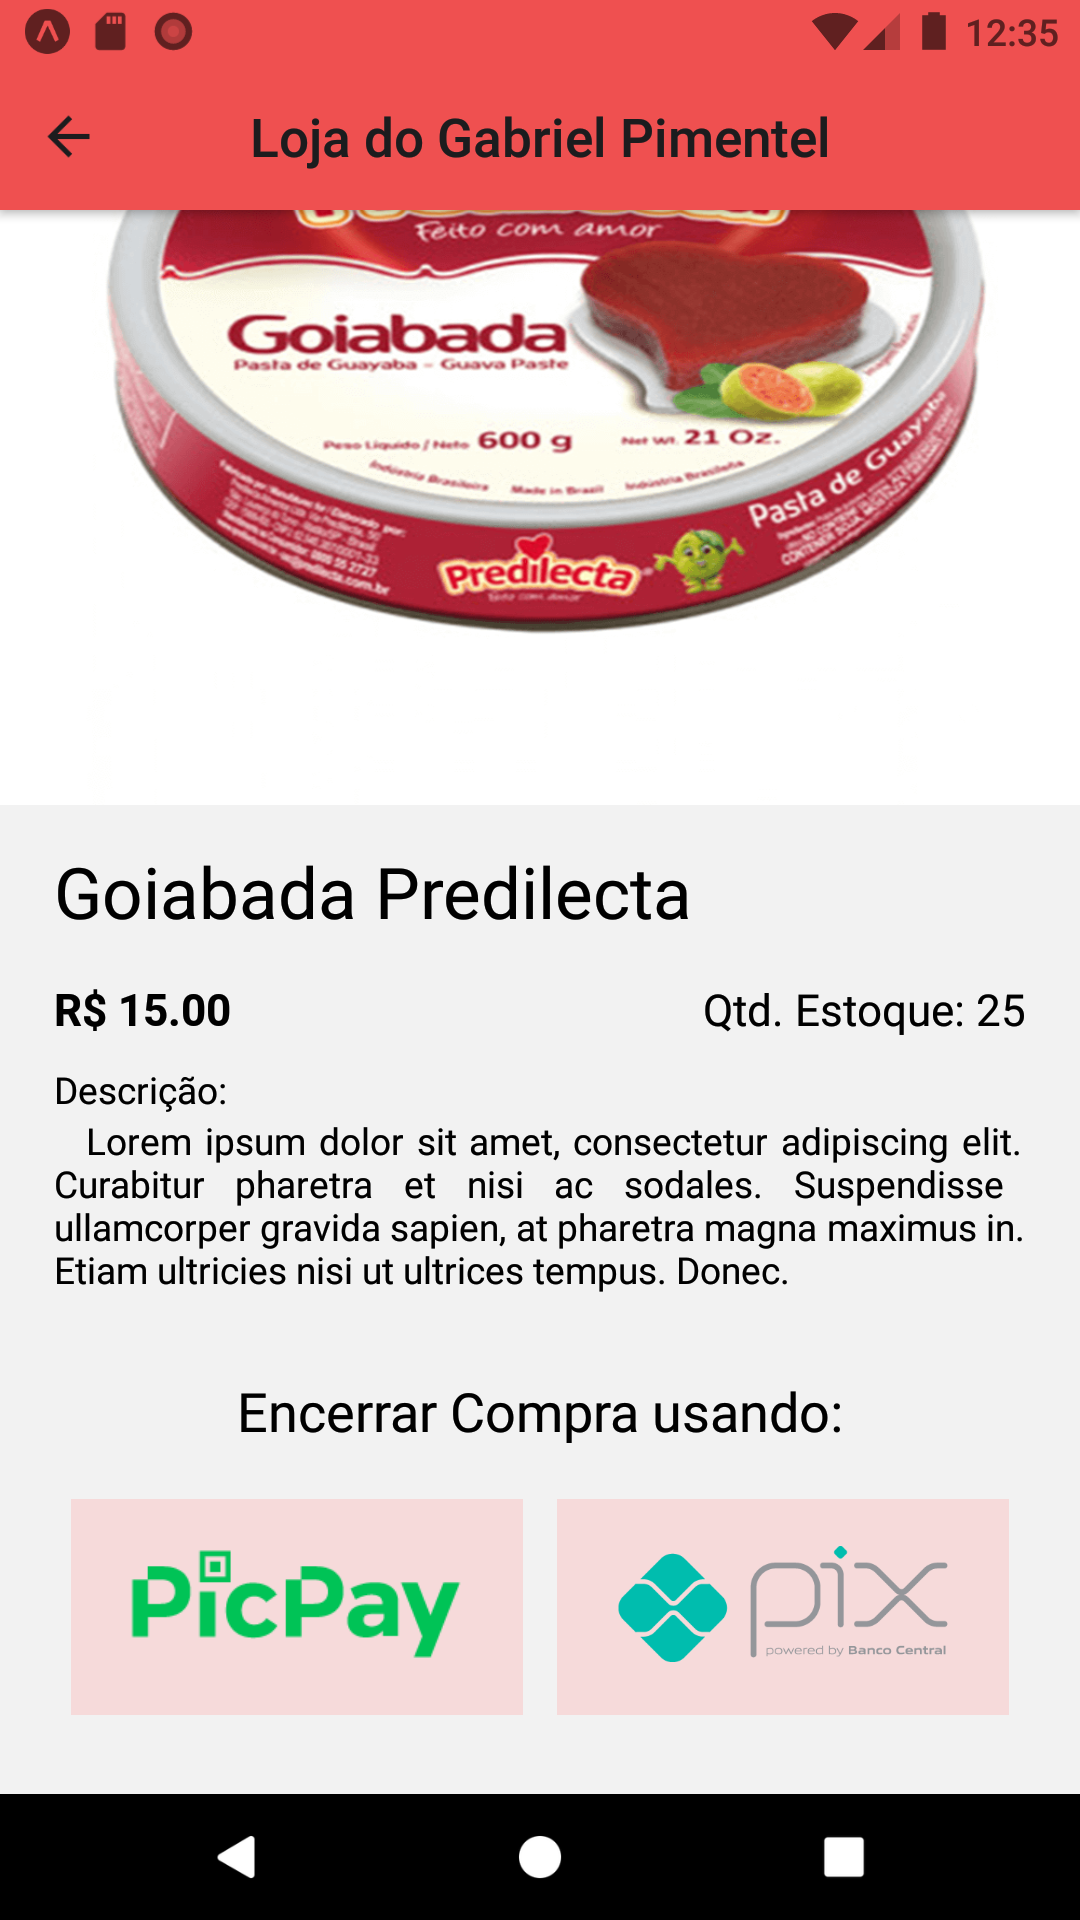 12:35
Loja do Gabriel Pimentel
Feito com amor
Goiabada
Pasta de Guayaba - Guava Paste
Peso Líquido / Neto 600 g Net Wt. 21 Oz.
Indústria Brasileira Made in Brazil Indústria Brasileña
Pasta de Guayaba
Predilecta
Goiabada Predilecta
R$ 15.00 Qtd. Estoque: 25
Descrição:
Lorem ipsum dolor sit amet, consectetur adipiscing elit.
Curabitur pharetra et nisi ac sodales. Suspendisse
ullamcorper gravida sapien, at pharetra magna maximus in.
Etiam ultricies nisi ut ultrices tempus. Donec.
Encerrar Compra usando:
PicPay
pix
powered by Banco Central